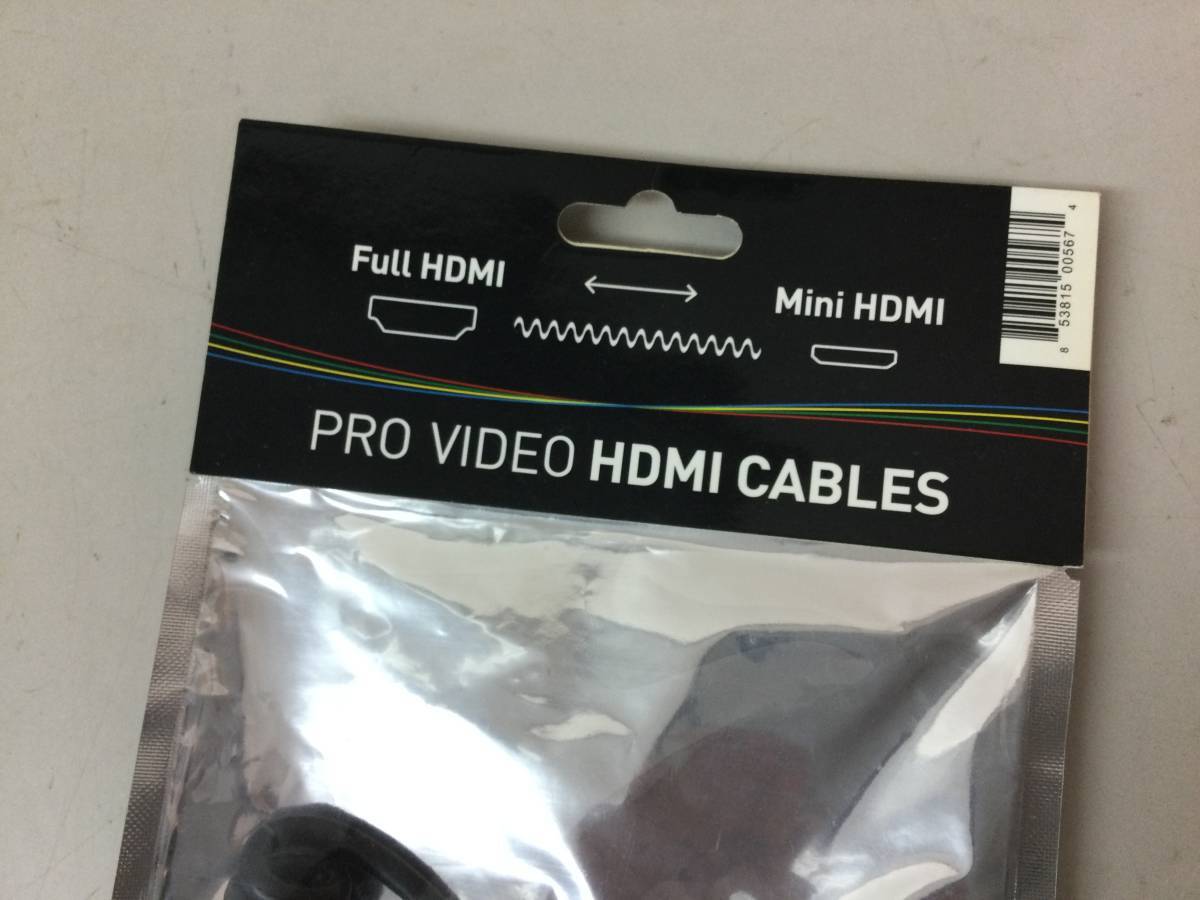 Full HDMI
Mini HDMI
PRO VIDEO HDMI CABLES
8 53815 00567 4